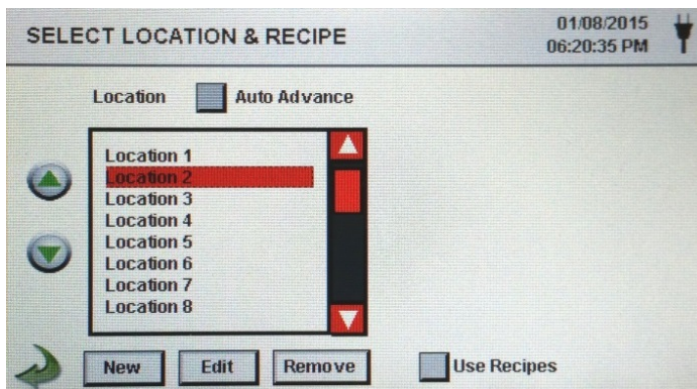 SELECT LOCATION & RECIPE
01/08/2015
06:20:35 PM
Location
Auto Advance
Location 1
Location 2
Location 3
Location 4
Location 5
Location 6
Location 7
Location 8
New
Edit
Remove
Use Recipes